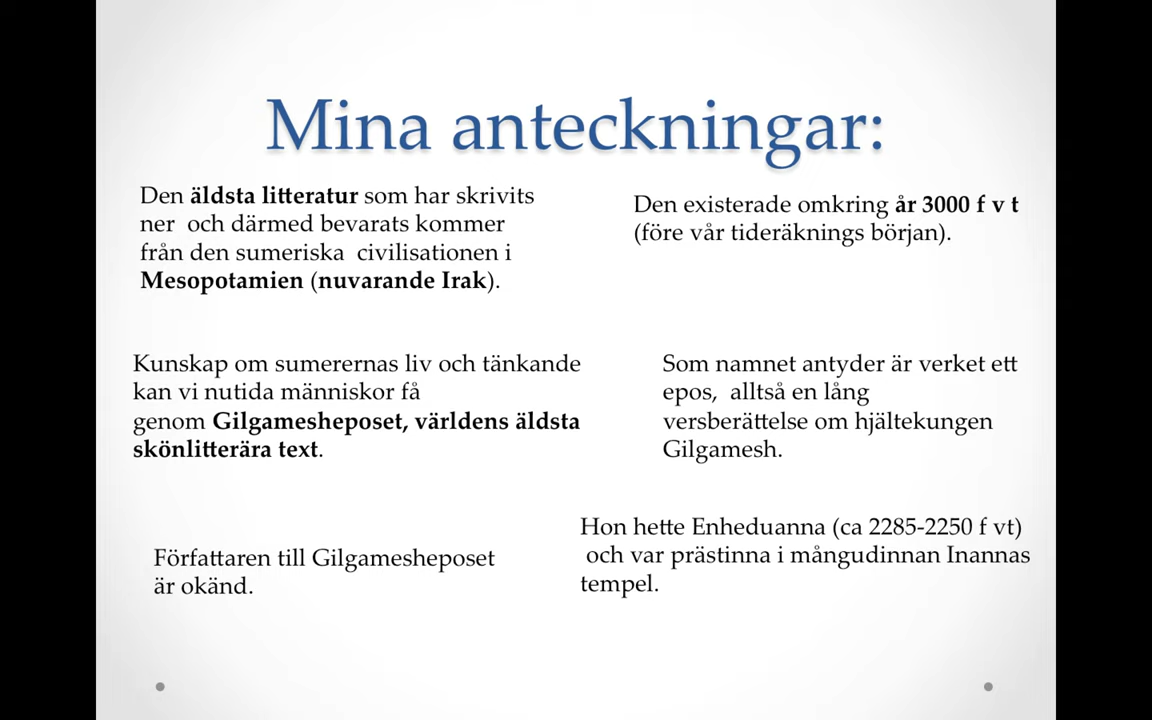 Mina anteckningar:
Den äldsta litteratur som har skrivits
ner och därmed bevarats kommer
från den sumeriska civilisationen i
Mesopotamien (nuvarande Irak).
Den existerade omkring år 3000 f v t
(före vår tideräknings början).
Kunskap om sumerernas liv och tänkande
kan vi nutida människor få
genom Gilgamesheposet, världens äldsta
skönlitterära text.
Som namnet antyder är verket ett
epos, alltså en lång
versberättelse om hjältekungen
Gilgamesh.
Författaren till Gilgamesheposet
är okänd.
Hon hette Enheduanna (ca 2285-2250 f vt)
och var prästinna i mångudinnan Inannas
tempel.